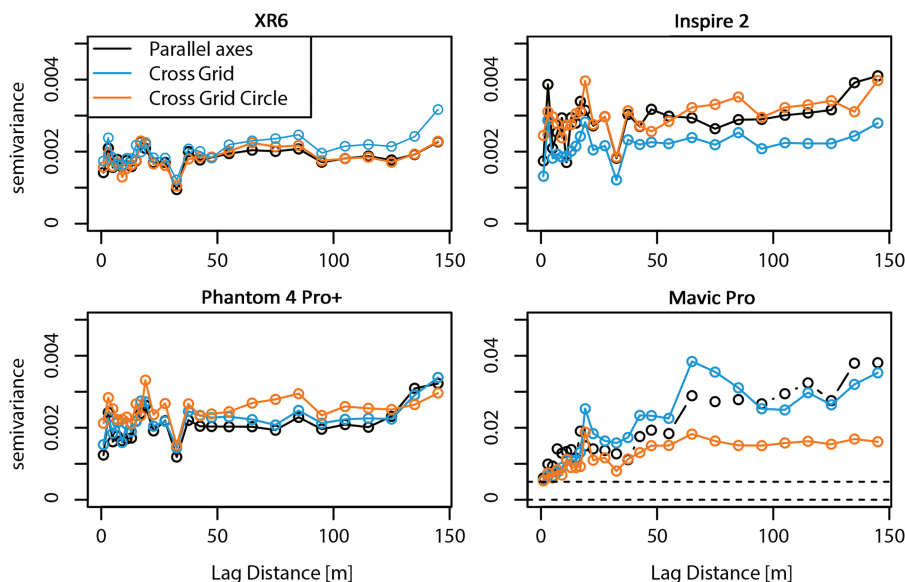 XR6
Inspire 2
Parallel axes
Cross Grid
Cross Grid Circle
semivariance
0 0.002 0.004
0 0.002 0.004
0 50 100 150
0 50 100 150
Phantom 4 Pro+
Mavic Pro
semivariance
0 0.002 0.004
0 0.02 0.04
0 50 100 150
0 50 100 150
Lag Distance [m]
Lag Distance [m]